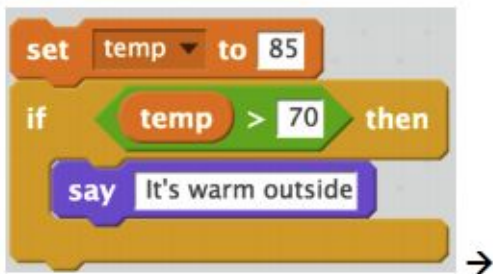 set temp to 85
if temp > 70 then
say It's warm outside
→